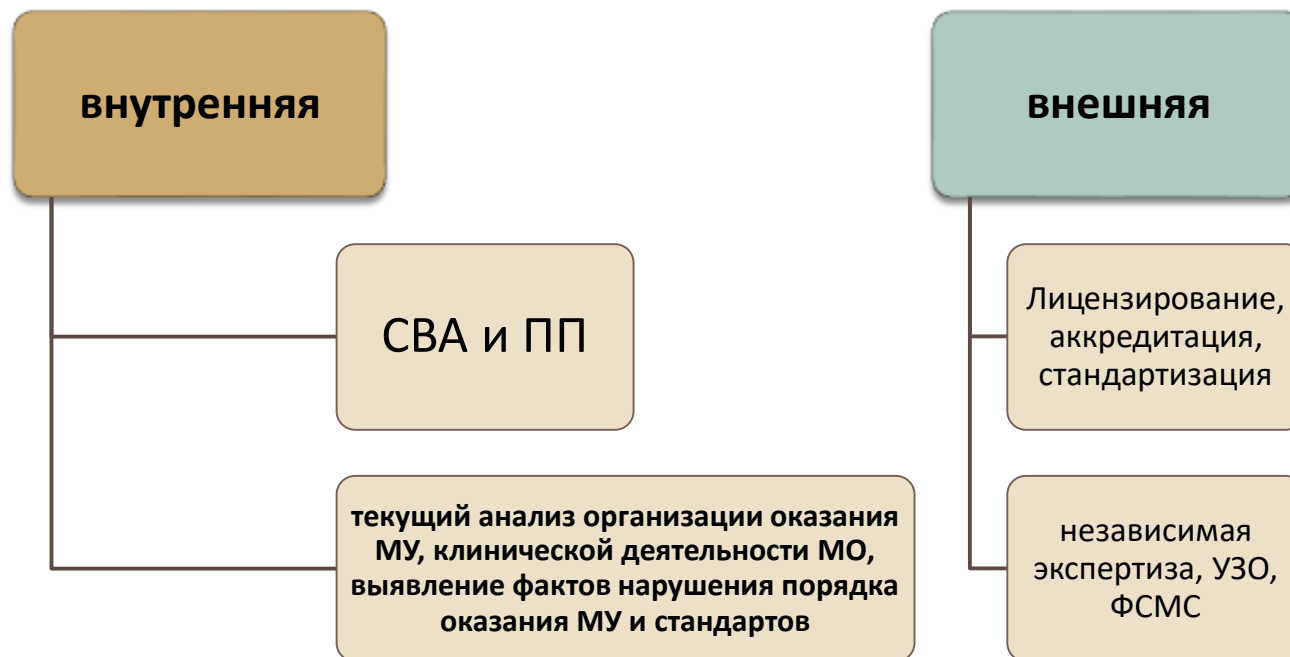 внутренняя
СВА и ПП
текущий анализ организации оказания
МУ, клинической деятельности МО,
выявление фактов нарушения порядка
оказания МУ и стандартов
внешняя
Лицензирование,
аккредитация,
стандартизация
независимая
экспертиза, УЗО,
ФСМС